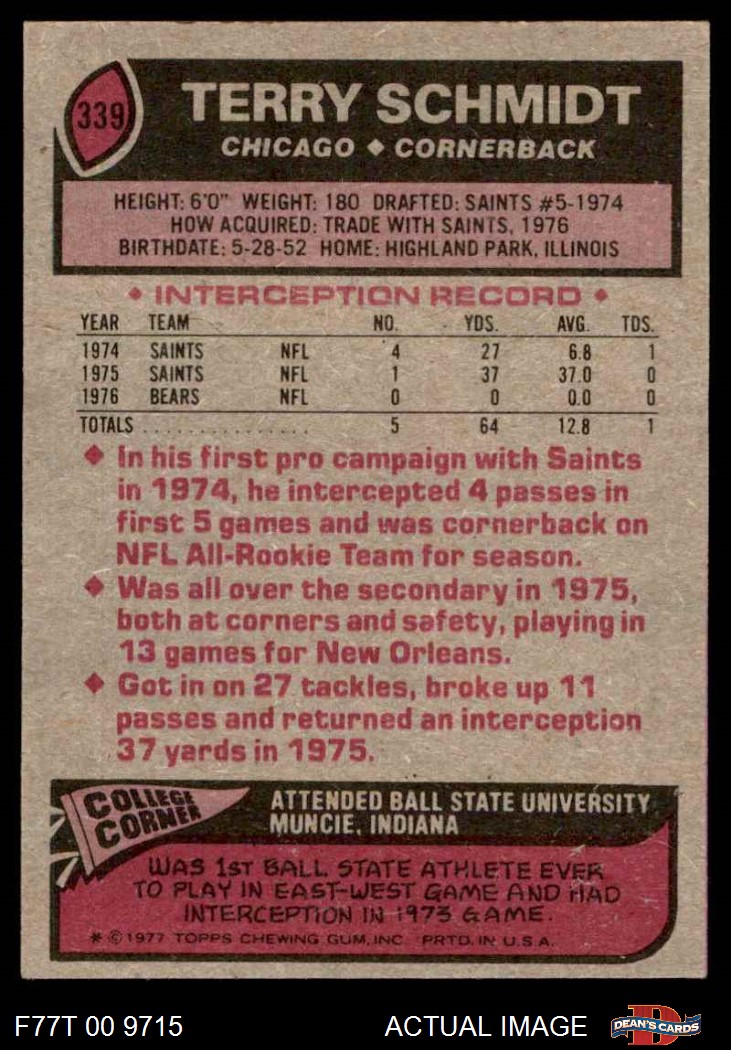 339
TERRY SCHMIDT
CHICAGO ◆ CORNERBACK
HEIGHT: 6'0" WEIGHT: 180 DRAFTED: SAINTS #5-1974
HOW ACQUIRED: TRADE WITH SAINTS, 1976
BIRTHDATE: 5-28-52 HOME: HIGHLAND PARK, ILLINOIS
◆ INTERCEPTION RECORD ◆
YEAR TEAM NO. YDS. AVG. TDS.
1974 SAINTS NFL 4 27 6.8 1
1975 SAINTS NFL 1 37 37.0 0
1976 BEARS NFL 0 0 0.0 0
TOTALS ................ 5 64 12.8 1
◆ In his first pro campaign with Saints
in 1974, he intercepted 4 passes in
first 5 games and was cornerback on
NFL All-Rookie Team for season.
◆ Was all over the secondary in 1975,
both at corners and safety, playing in
13 games for New Orleans.
◆ Got in on 27 tackles, broke up 11
passes and returned an interception
37 yards in 1975.
COLLEGE
CORNER
ATTENDED BALL STATE UNIVERSITY
MUNCIE, INDIANA
WAS 1ST BALL STATE ATHLETE EVER
TO PLAY IN EAST-WEST GAME AND HAD
INTERCEPTION IN 1973 GAME.
* © 1977 TOPPS CHEWING GUM, INC. PRTD. IN U.S.A.
F77T 00 9715 ACTUAL IMAGE
D
DEAN'S CARDS